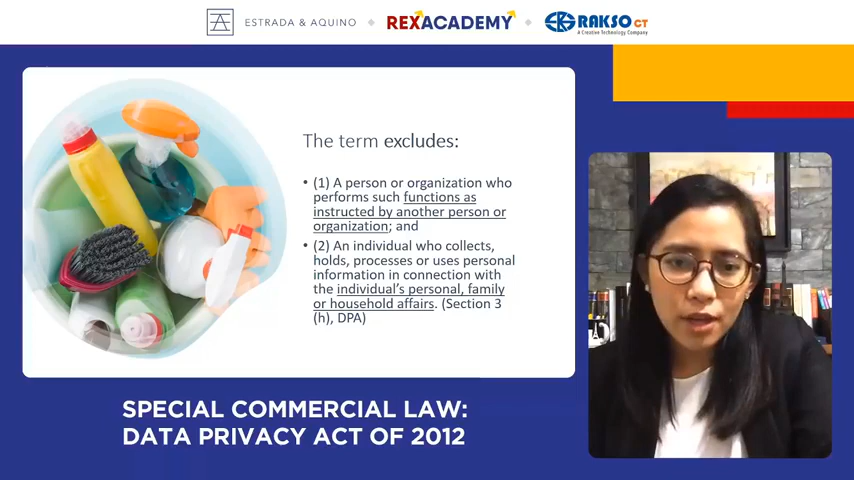 ESTRADA & AQUINO
REXACADEMY
RAKSO CT
A Creative Technology Company
The term excludes:
• (1) A person or organization who
performs such functions as
instructed by another person or
organization; and
• (2) An individual who collects,
holds, processes or uses personal
information in connection with
the individual's personal, family
or household affairs. (Section 3
(h), DPA)
SPECIAL COMMERCIAL LAW:
DATA PRIVACY ACT OF 2012